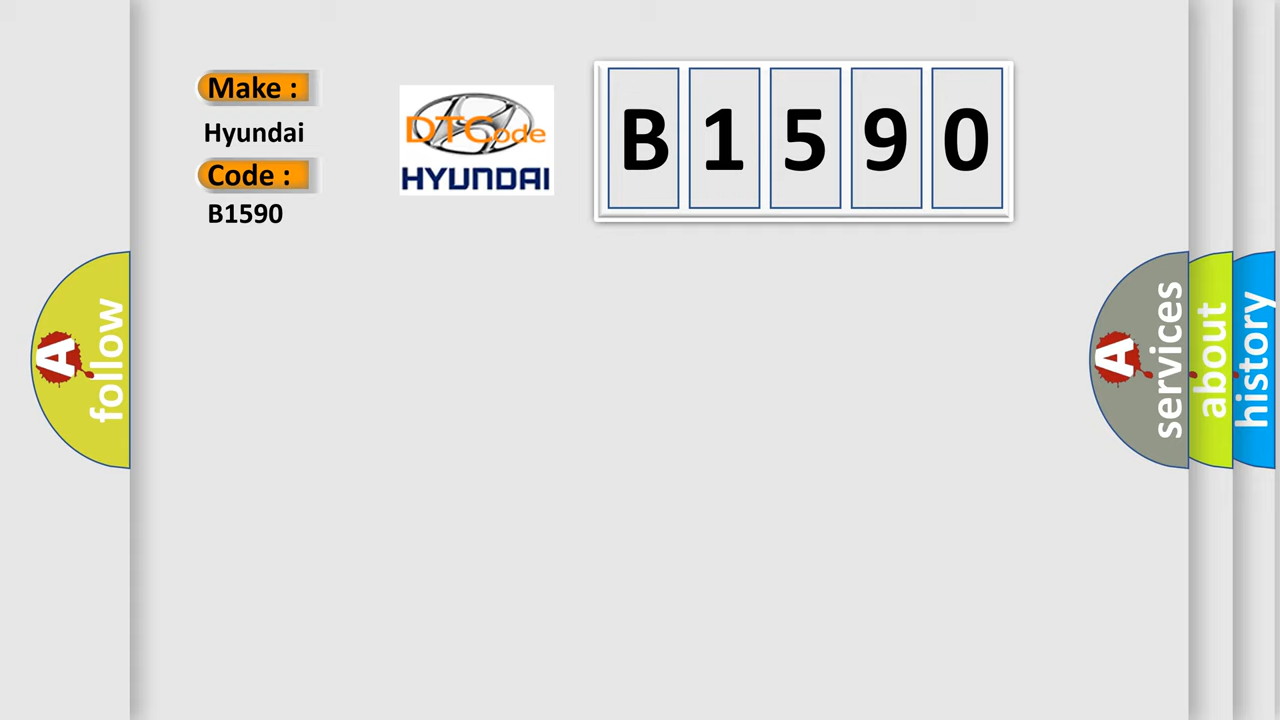 Make :
Hyundai
Code :
B1590
DTCode
HYUNDAI
B 1 5 9 0
A follow
A services
about
history